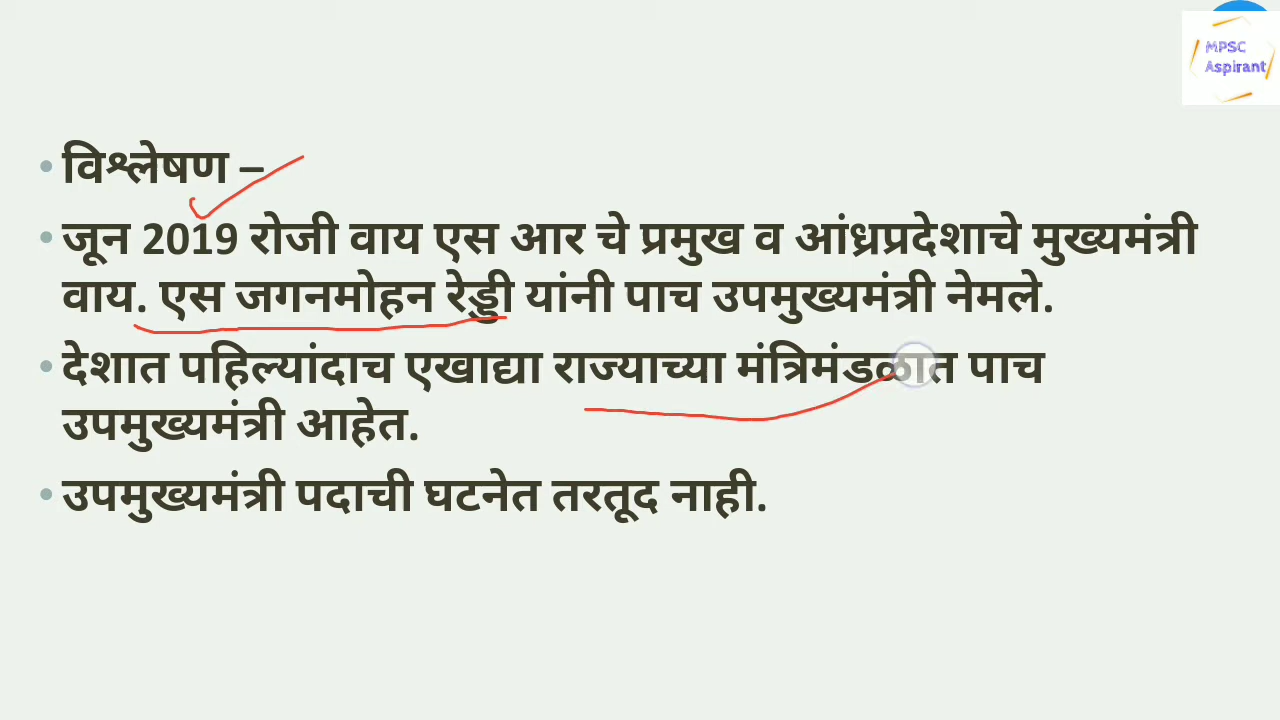 MPSC
Aspirant
विश्लेषण –
जून 2019 रोजी वाय एस आर चे प्रमुख व आंध्रप्रदेशाचे मुख्यमंत्री
वाय. एस जगनमोहन रेड्डी यांनी पाच उपमुख्यमंत्री नेमले.
देशात पहिल्यांदाच एखाद्या राज्याच्या मंत्रिमंडळात पाच
उपमुख्यमंत्री आहेत.
उपमुख्यमंत्री पदाची घटनेत तरतूद नाही.